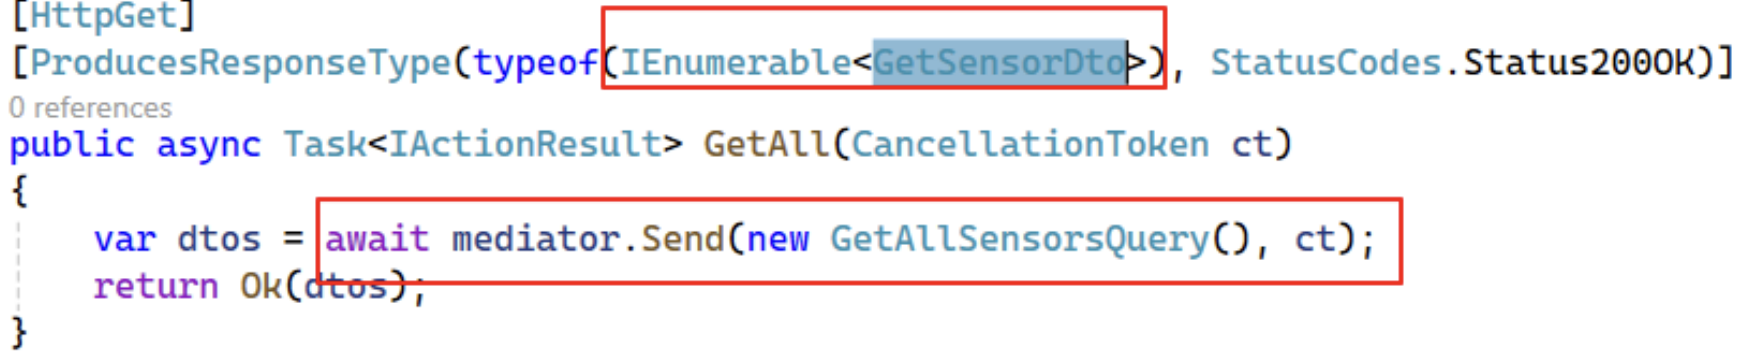 [HttpGet]
[ProducesResponseType(typeof(IEnumerable<GetSensorDto>), StatusCodes.Status200OK)]
0 references
public async Task<IActionResult> GetAll(CancellationToken ct)
{
    var dtos = await mediator.Send(new GetAllSensorsQuery(), ct);
    return Ok(dtos);
}